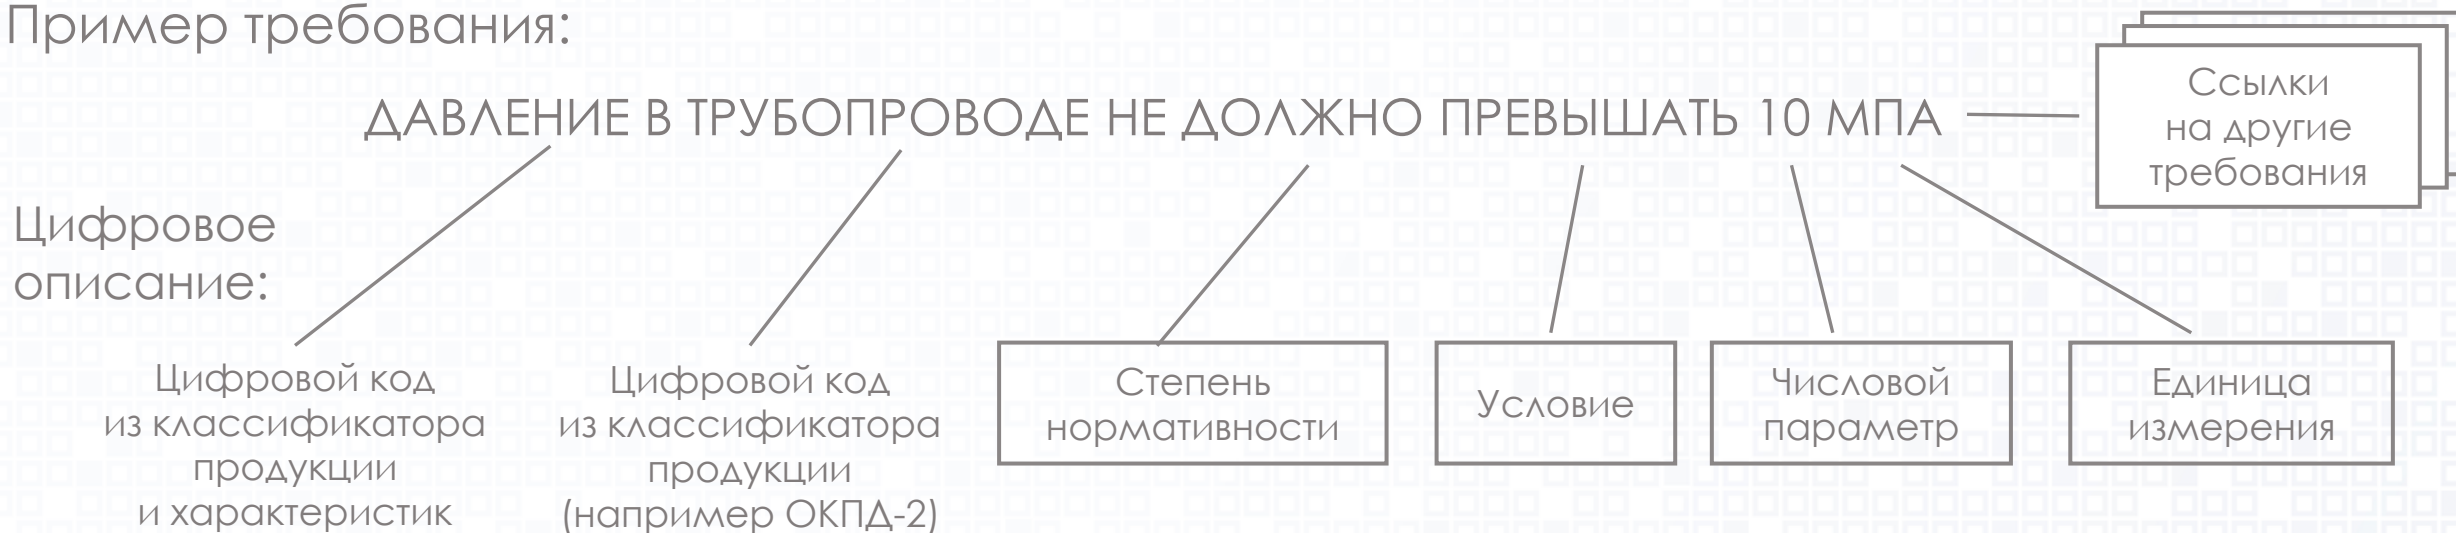 Пример требования:
ДАВЛЕНИЕ В ТРУБОПРОВОДЕ НЕ ДОЛЖНО ПРЕВЫШАТЬ 10 МПА
Ссылки
на другие
требования
Цифровое
описание:
Цифровой код
из классификатора
продукции
и характеристик
Цифровой код
из классификатора
продукции
(например ОКПД-2)
Степень
нормативности
Условие
Числовой
параметр
Единица
измерения